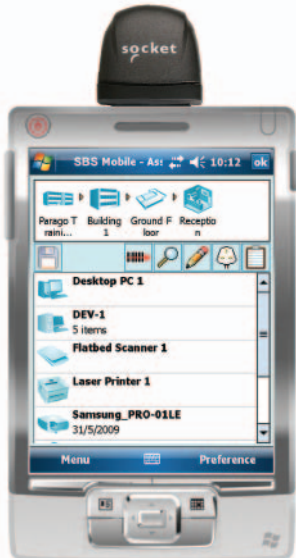 socket
SBS Mobile - As: 10:12 ok
Parago T
raini...
Building
1
Ground F
loor
Receptio
n
Desktop PC 1
DEV-1
5 items
Flatbed Scanner 1
Laser Printer 1
Samsung_PRO-01LE
31/5/2009
Menu Preference